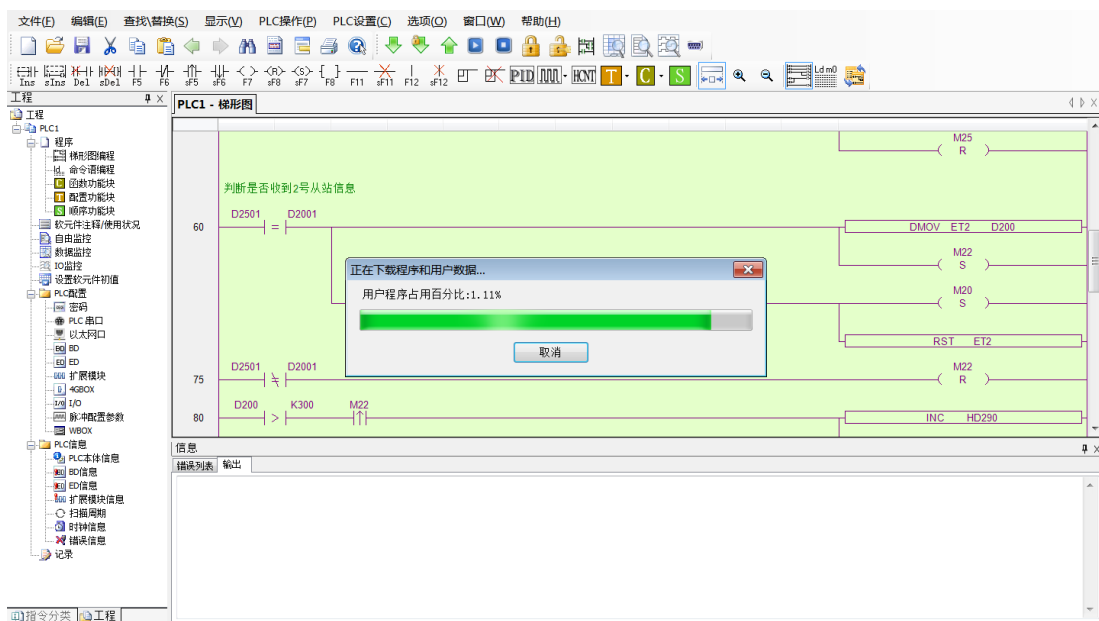 文件(F) 编辑(E) 查找\替换(S) 显示(V) PLC操作(P) PLC设置(C) 选项(O) 窗口(W) 帮助(H)
PID HCNT T C S Ld m0
Ins sIns Del sDel F5 F6 sF5 sF6 F7 sF8 sF7 F8 F11 sF11 F12 sF12
工程
PLC1 - 梯形图
工程
PLC1
程序
梯形图编程
命令语编程
函数功能块
配置功能块
顺序功能块
软元件注释/使用状况
自由监控
数据监控
IO监控
设置软元件初值
PLC配置
密码
PLC 串口
以太网口
BD
ED
扩展模块
4GBOX
I/O
脉冲配置参数
WBOX
PLC信息
PLC本体信息
BD信息
ED信息
扩展模块信息
扫描周期
时钟信息
错误信息
记录
指令分类 工程
M25
( R )
判断是否收到2号从站信息
D2501 D2001
60 = DMOV ET2 D200
M22
( S )
M20
( S )
RST ET2
正在下载程序和用户数据...
用户程序占用百分比:1.11%
取消
D2501 D2001 M22
75 ( R )
D200 K300 M22
80 > INC HD290
信息
错误列表 输出